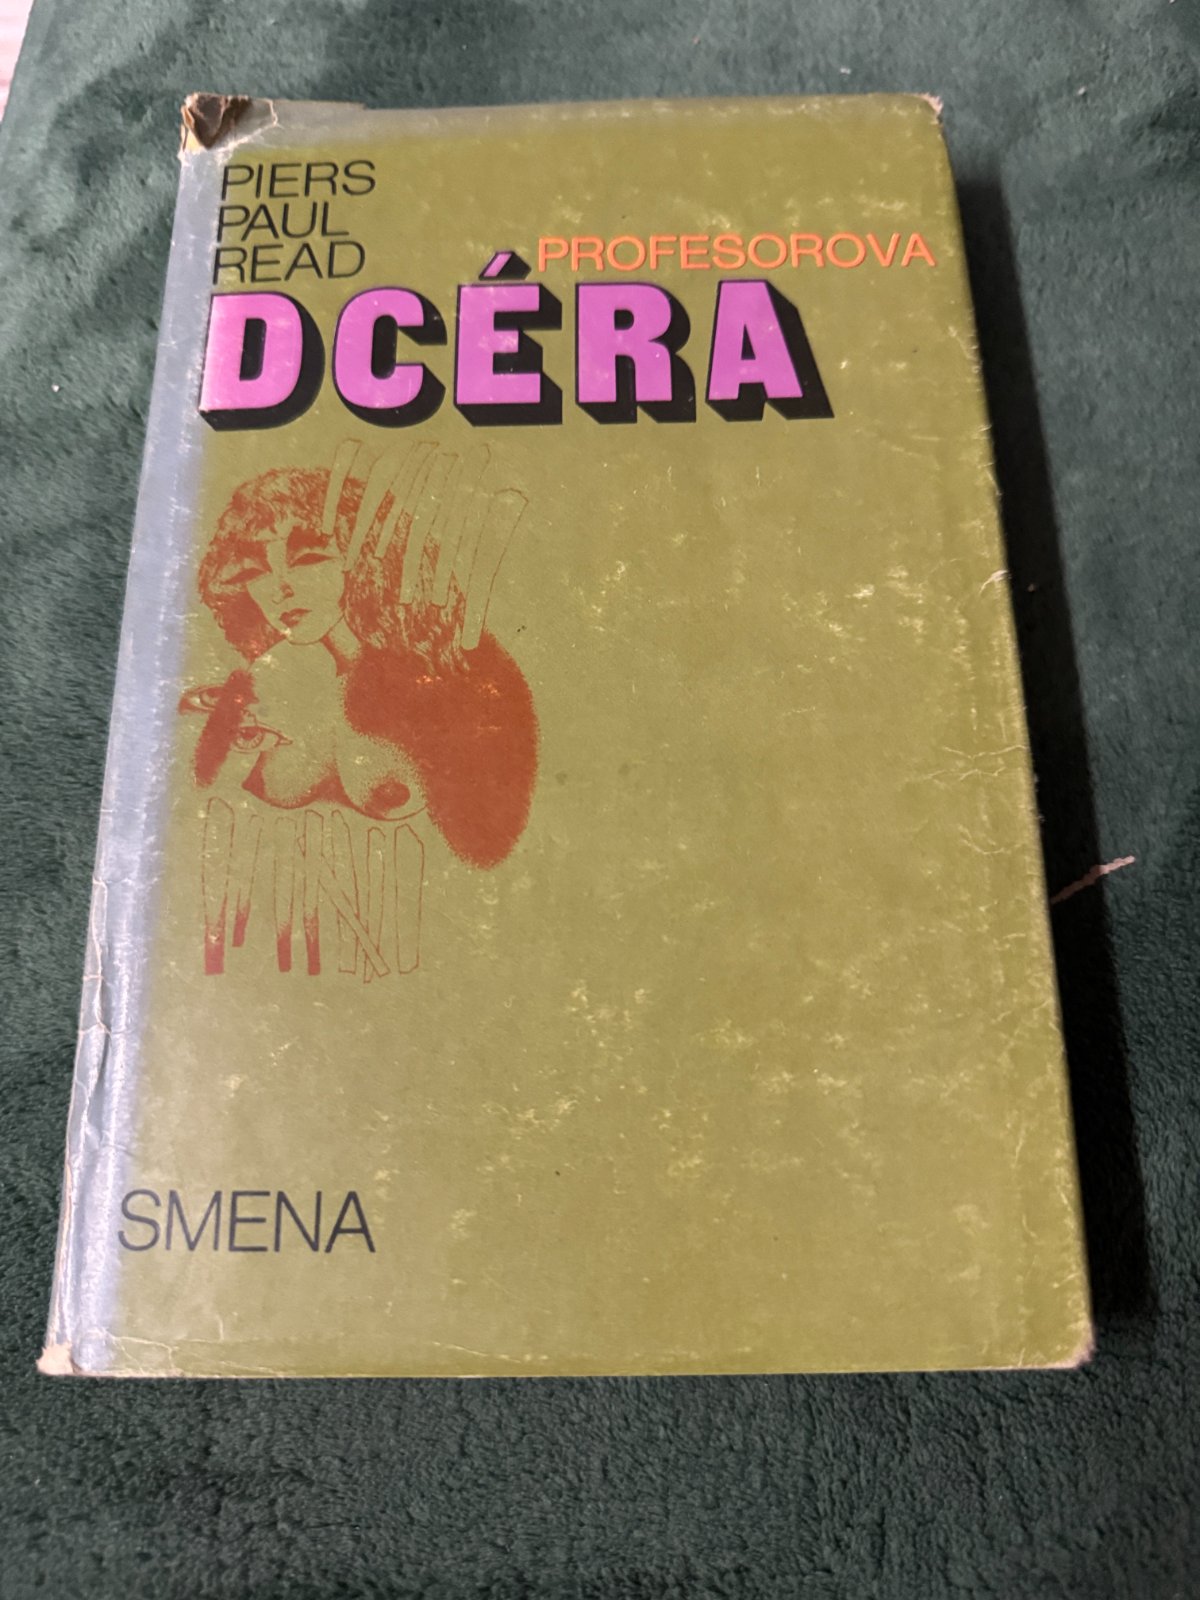 PIERS
PAUL
READ
PROFESOROVA
DCÉRA
SMENA